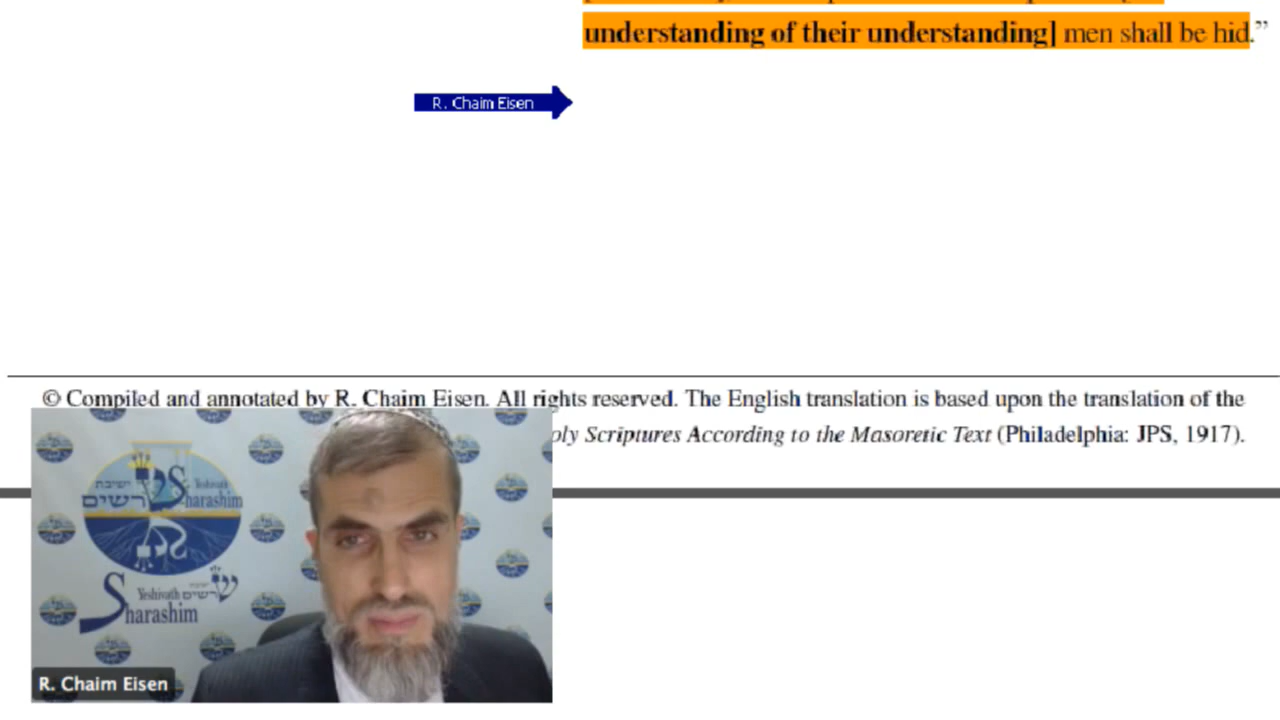 understanding of their understanding] men shall be hid.”
R. Chaim Eisen
© Compiled and annotated by R. Chaim Eisen. All rights reserved. The English translation is based upon the translation of the
oly Scriptures According to the Masoretic Text (Philadelphia: JPS, 1917).
ישיבת
שרשים
Yeshivath
Sharashim
Yeshivath ישיבת שרשים
Sharashim
R. Chaim Eisen